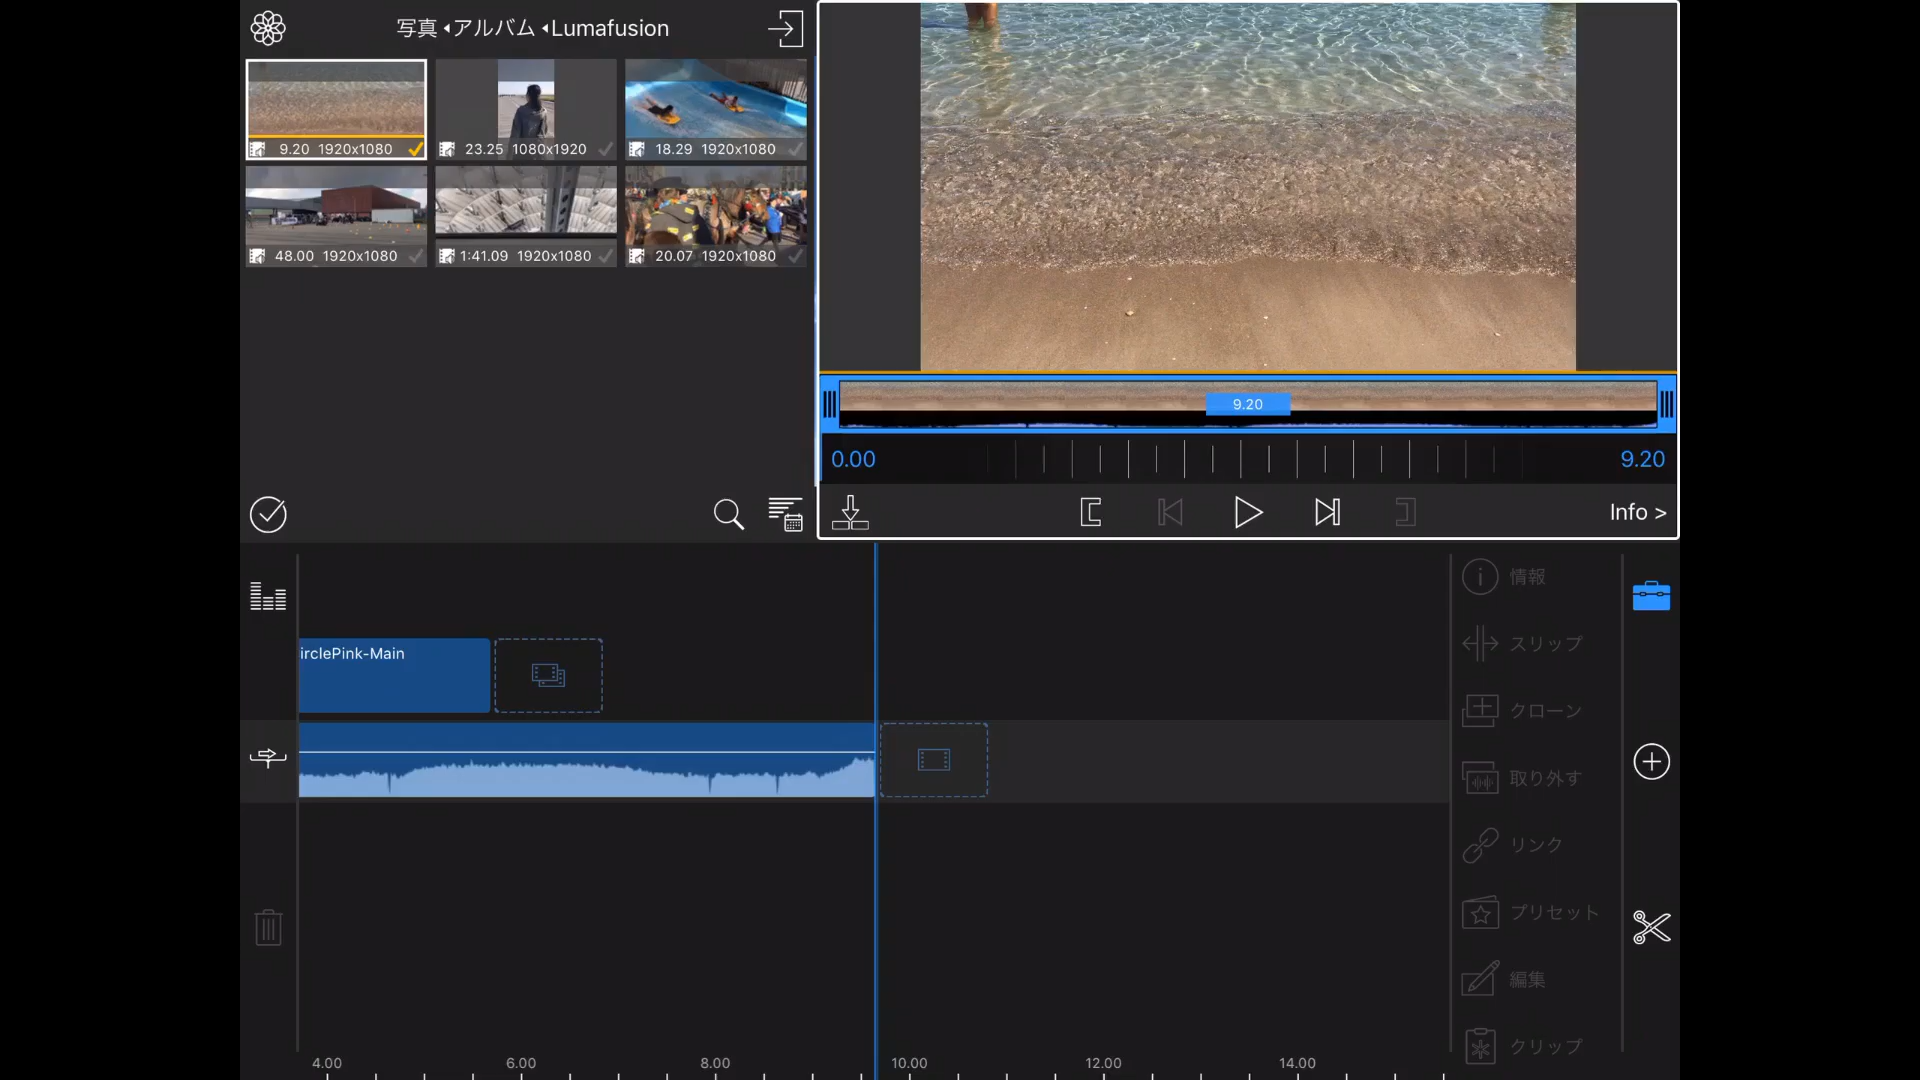 写真 ◂アルバム ◂Lumafusion
9.20 1920x1080
23.25 1080x1920
18.29 1920x1080
48.00 1920x1080
1:41.09 1920x1080
20.07 1920x1080
9.20
0.00
9.20
Info >
irclePink-Main
情報
スリップ
クローン
取り外す
リンク
プリセット
編集
クリップ
4.00
6.00
8.00
10.00
12.00
14.00